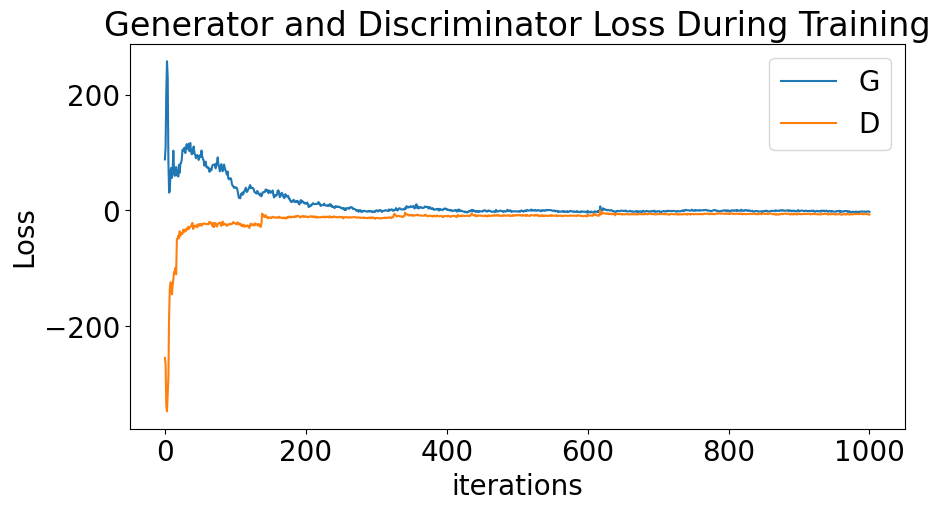 Generator and Discriminator Loss During Training
G
D
200
0
−200
Loss
0 200 400 600 800 1000
iterations